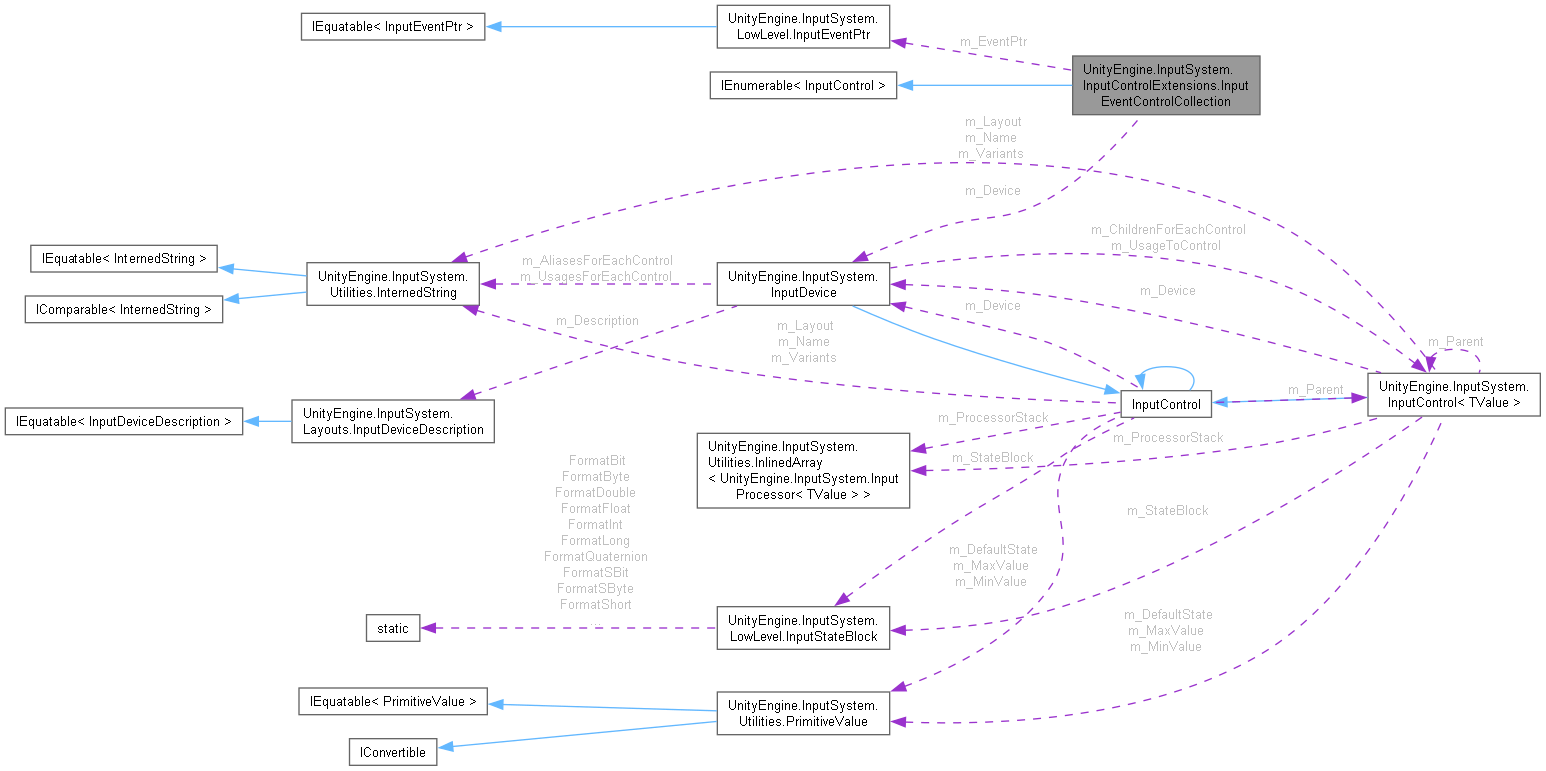 IEquatable< InputEventPtr >
UnityEngine.InputSystem.
LowLevel.InputEventPtr
m_EventPtr
UnityEngine.InputSystem.
InputControlExtensions.Input
EventControlCollection
IEnumerable< InputControl >
m_Layout
m_Name
m_Variants
m_Device
IEquatable< InternedString >
IComparable< InternedString >
UnityEngine.InputSystem.
Utilities.InternedString
m_AliasesForEachControl
m_UsagesForEachControl
UnityEngine.InputSystem.
InputDevice
m_ChildrenForEachControl
m_UsageToControl
m_Device
m_Device
m_Description
m_Layout
m_Name
m_Variants
m_Parent
IEquatable< InputDeviceDescription >
UnityEngine.InputSystem.
Layouts.InputDeviceDescription
InputControl
m_Parent
UnityEngine.InputSystem.
InputControl< TValue >
m_ProcessorStack
m_ProcessorStack
m_StateBlock
UnityEngine.InputSystem.
Utilities.InlinedArray
< UnityEngine.InputSystem.Input
Processor< TValue > >
FormatBit
FormatByte
FormatDouble
FormatFloat
FormatInt
FormatLong
FormatQuaternion
FormatSBit
FormatSByte
FormatShort
...
m_StateBlock
m_DefaultState
m_MaxValue
m_MinValue
static
UnityEngine.InputSystem.
LowLevel.InputStateBlock
m_DefaultState
m_MaxValue
m_MinValue
IEquatable< PrimitiveValue >
IConvertible
UnityEngine.InputSystem.
Utilities.PrimitiveValue